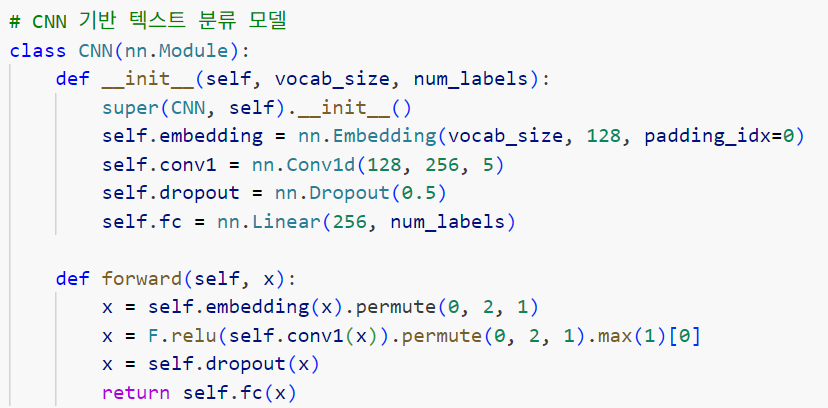 # CNN 기반 텍스트 분류 모델
class CNN(nn.Module):
    def __init__(self, vocab_size, num_labels):
        super(CNN, self).__init__()
        self.embedding = nn.Embedding(vocab_size, 128, padding_idx=0)
        self.conv1 = nn.Conv1d(128, 256, 5)
        self.dropout = nn.Dropout(0.5)
        self.fc = nn.Linear(256, num_labels)

    def forward(self, x):
        x = self.embedding(x).permute(0, 2, 1)
        x = F.relu(self.conv1(x)).permute(0, 2, 1).max(1)[0]
        x = self.dropout(x)
        return self.fc(x)